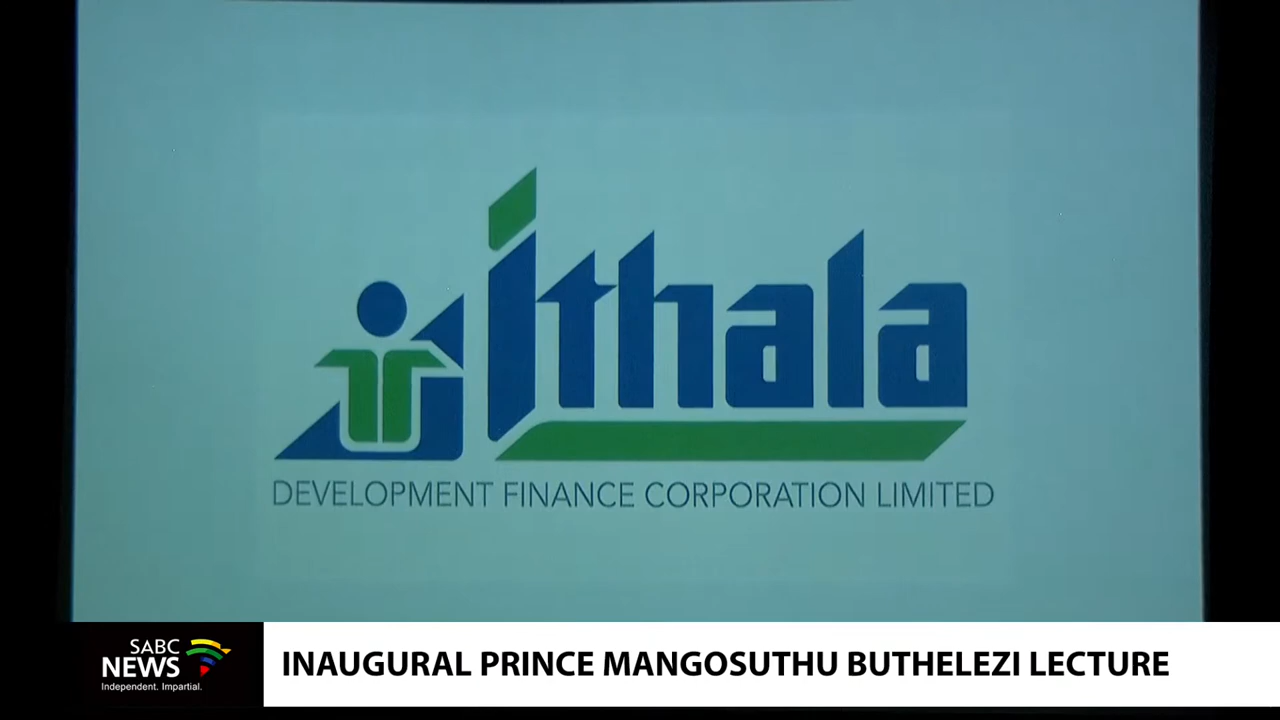 Ithala
DEVELOPMENT FINANCE CORPORATION LIMITED
SABC
NEWS
Independent. Impartial.
INAUGURAL PRINCE MANGOSUTHU BUTHELEZI LECTURE